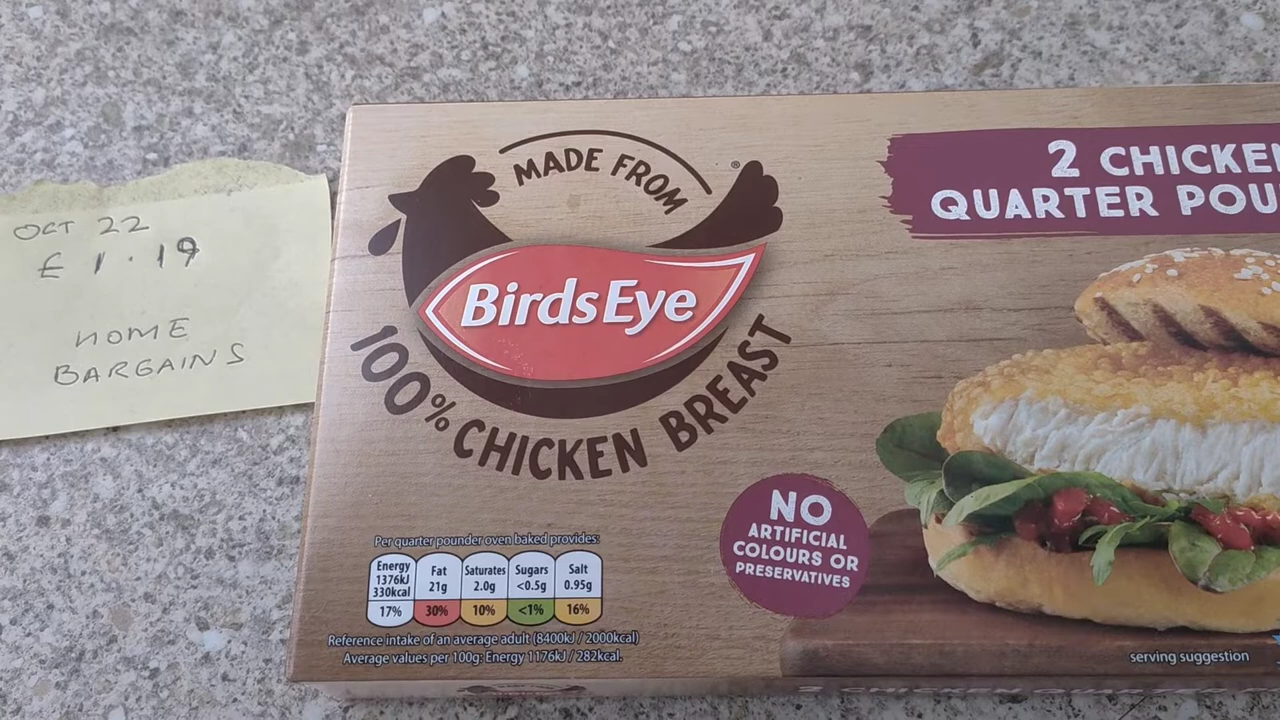 OCT 22
£1.19
HOME
BARGAINS
MADE FROM
®
BirdsEye
100% CHICKEN BREAST
2 CHICKEN
QUARTER POU
NO
ARTIFICIAL
COLOURS OR
PRESERVATIVES
Per quarter pounder oven baked provides:
Energy 1376kJ 330kcal 17%
Fat 21g 30%
Saturates 2.0g 10%
Sugars <0.5g <1%
Salt 0.95g 16%
Reference intake of an average adult (8400kJ / 2000kcal)
Average values per 100g: Energy 1176kJ / 282kcal.
serving suggestion